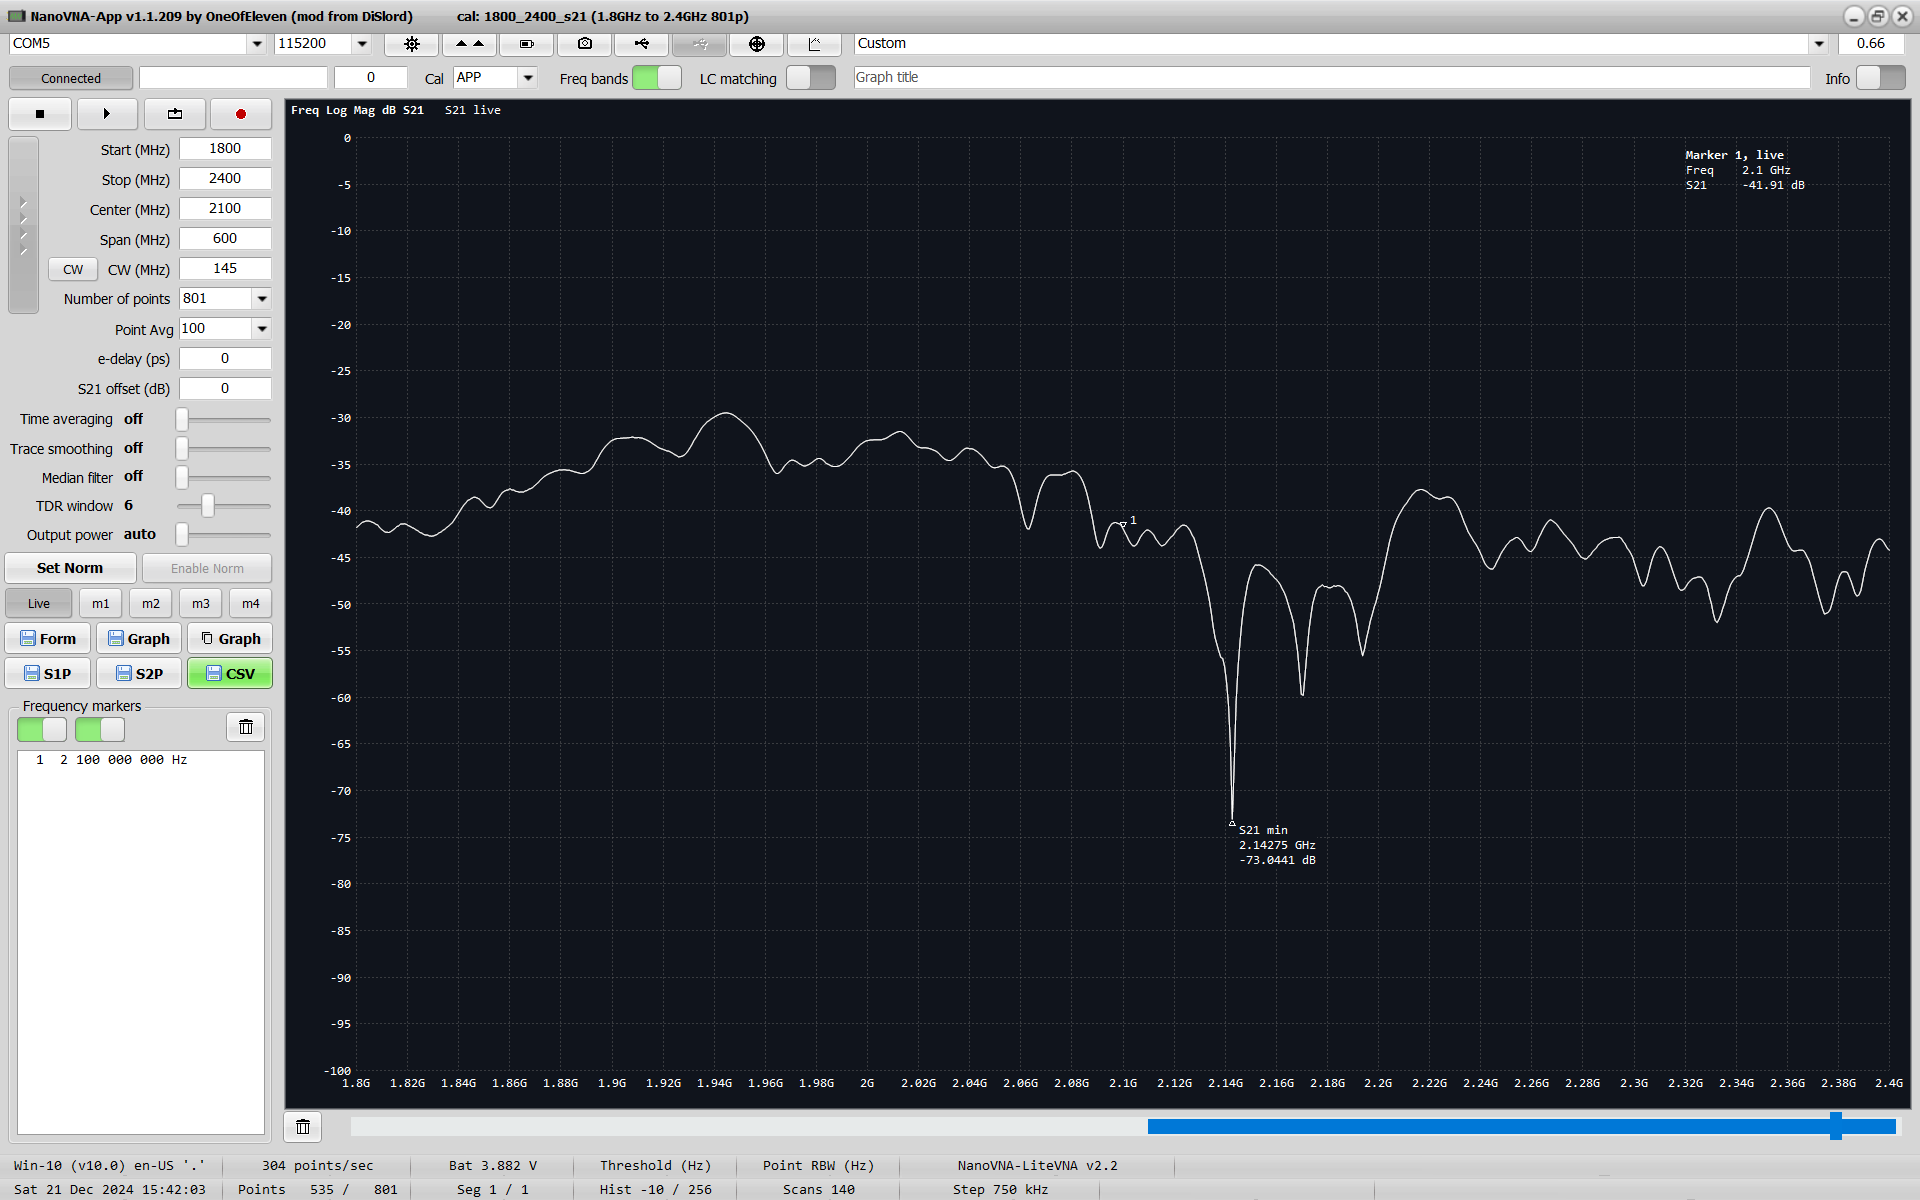 NanoVNA-App v1.1.209 by OneOfEleven (mod from DiSlord) cal: 1800_2400_s21 (1.8GHz to 2.4GHz 801p)
COM5 115200 Custom 0.66
Connected 0 Cal APP Freq bands LC matching Graph title Info
Start (MHz) 1800
Stop (MHz) 2400
Center (MHz) 2100
Span (MHz) 600
CW CW (MHz) 145
Number of points 801
Point Avg 100
e-delay (ps) 0
S21 offset (dB) 0
Time averaging off
Trace smoothing off
Median filter off
TDR window 6
Output power auto
Set Norm Enable Norm
Live m1 m2 m3 m4
Form Graph Graph
S1P S2P CSV
Frequency markers
1 2 100 000 000 Hz
Freq Log Mag dB S21 S21 live
Marker 1, live
Freq 2.1 GHz
S21 -41.91 dB
0
-5
-10
-15
-20
-25
-30
-35
-40
-45
-50
-55
-60
-65
-70
-75
-80
-85
-90
-95
-100
1
S21 min
2.14275 GHz
-73.0441 dB
1.8G 1.82G 1.84G 1.86G 1.88G 1.9G 1.92G 1.94G 1.96G 1.98G 2G 2.02G 2.04G 2.06G 2.08G 2.1G 2.12G 2.14G 2.16G 2.18G 2.2G 2.22G 2.24G 2.26G 2.28G 2.3G 2.32G 2.34G 2.36G 2.38G 2.4G
Win-10 (v10.0) en-US '.' 304 points/sec Bat 3.882 V Threshold (Hz) Point RBW (Hz) NanoVNA-LiteVNA v2.2
Sat 21 Dec 2024 15:42:03 Points 535 / 801 Seg 1 / 1 Hist -10 / 256 Scans 140 Step 750 kHz